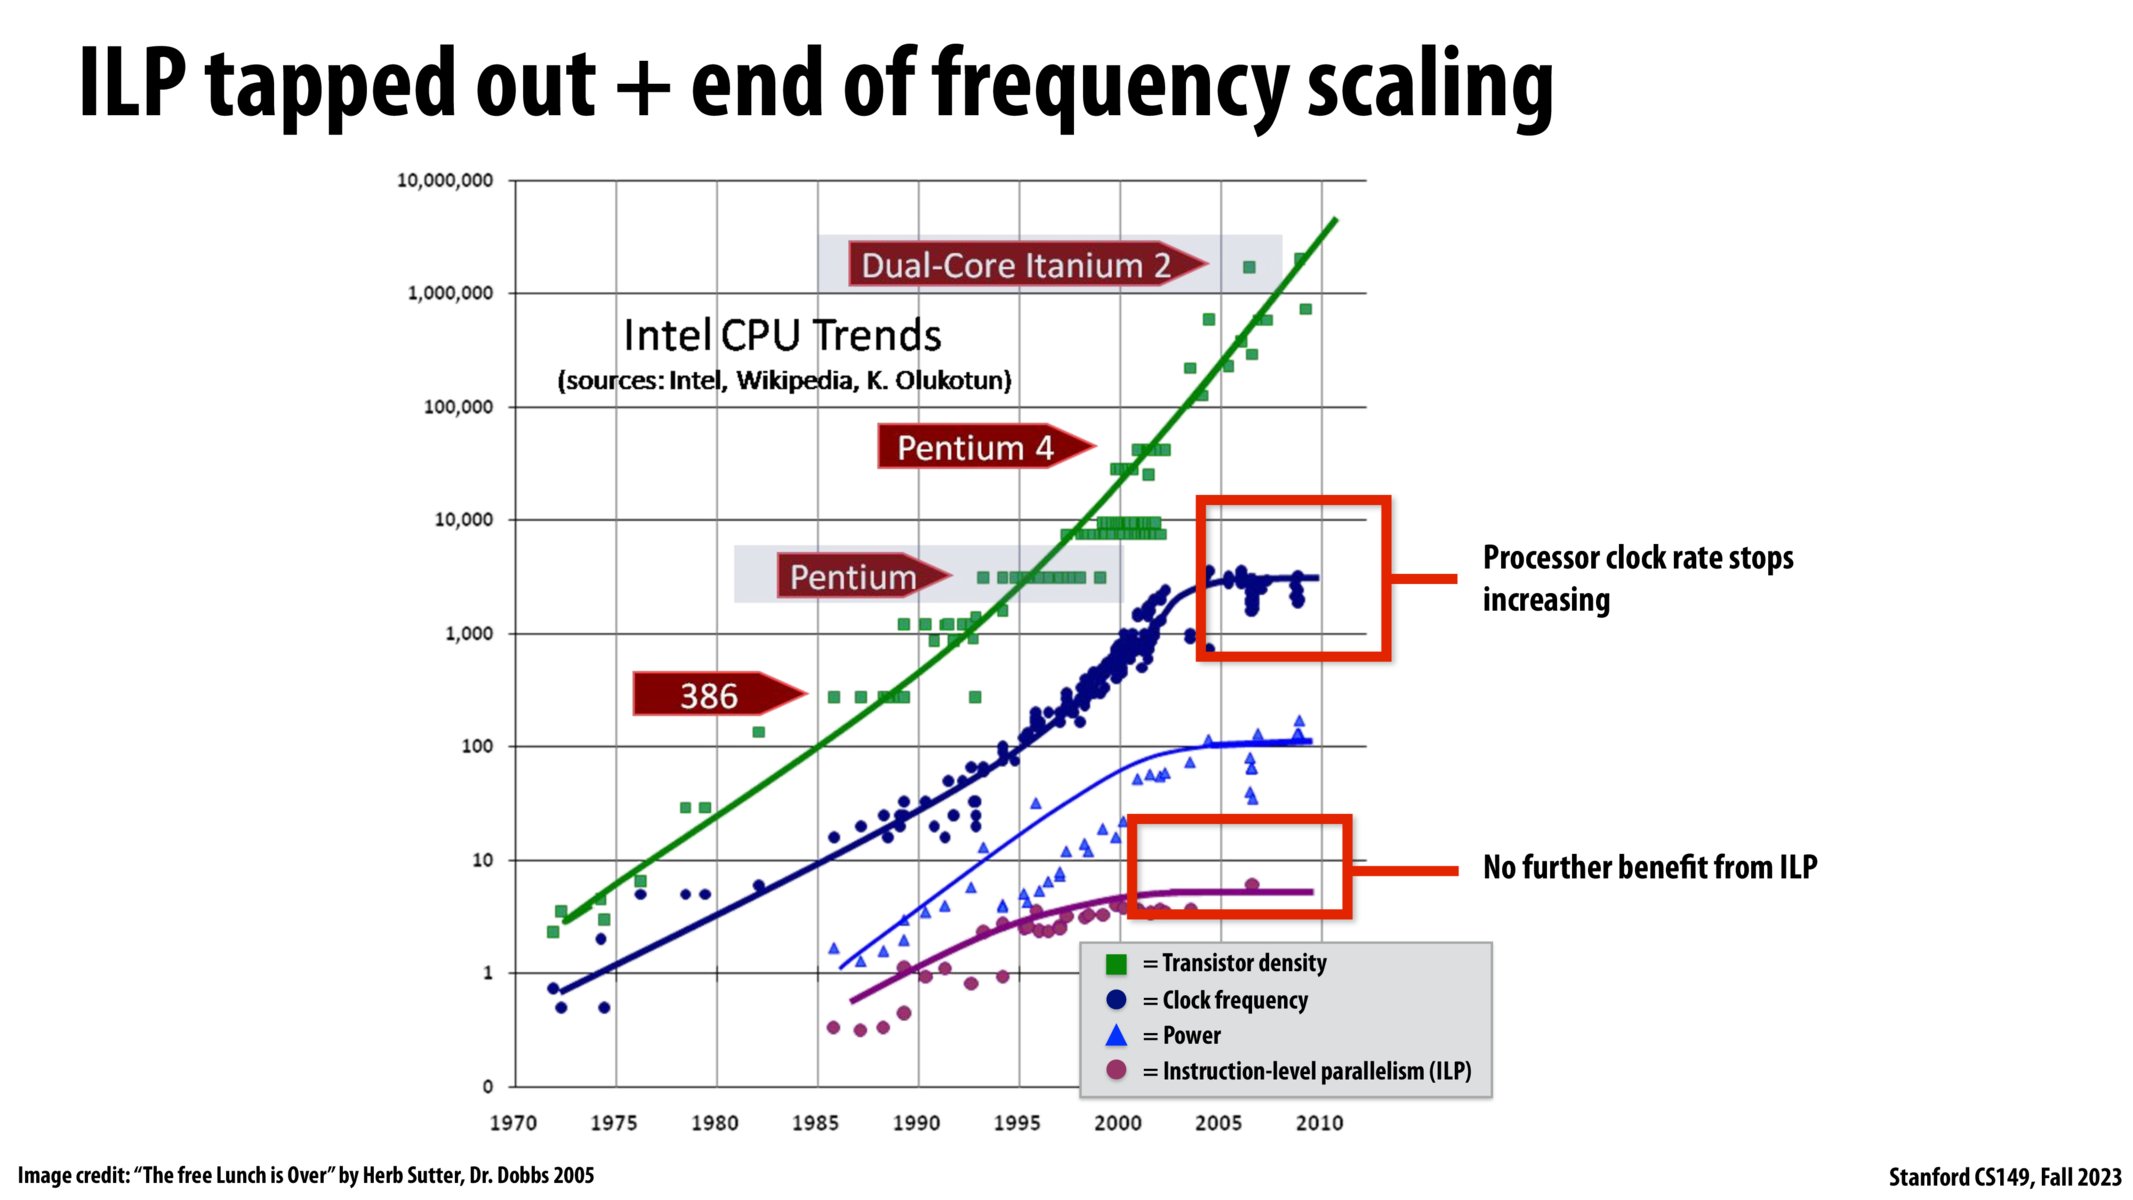 ILP tapped out + end of frequency scaling
10,000,000
Dual-Core Itanium 2
1,000,000
Intel CPU Trends
(sources: Intel, Wikipedia, K. Olukotun)
100,000
Pentium 4
10,000
Processor clock rate stops
increasing
Pentium
1,000
386
100
10
No further benefit from ILP
1
= Transistor density
= Clock frequency
= Power
= Instruction-level parallelism (ILP)
0
1970 1975 1980 1985 1990 1995 2000 2005 2010
Image credit: “The free Lunch is Over” by Herb Sutter, Dr. Dobbs 2005
Stanford CS149, Fall 2023